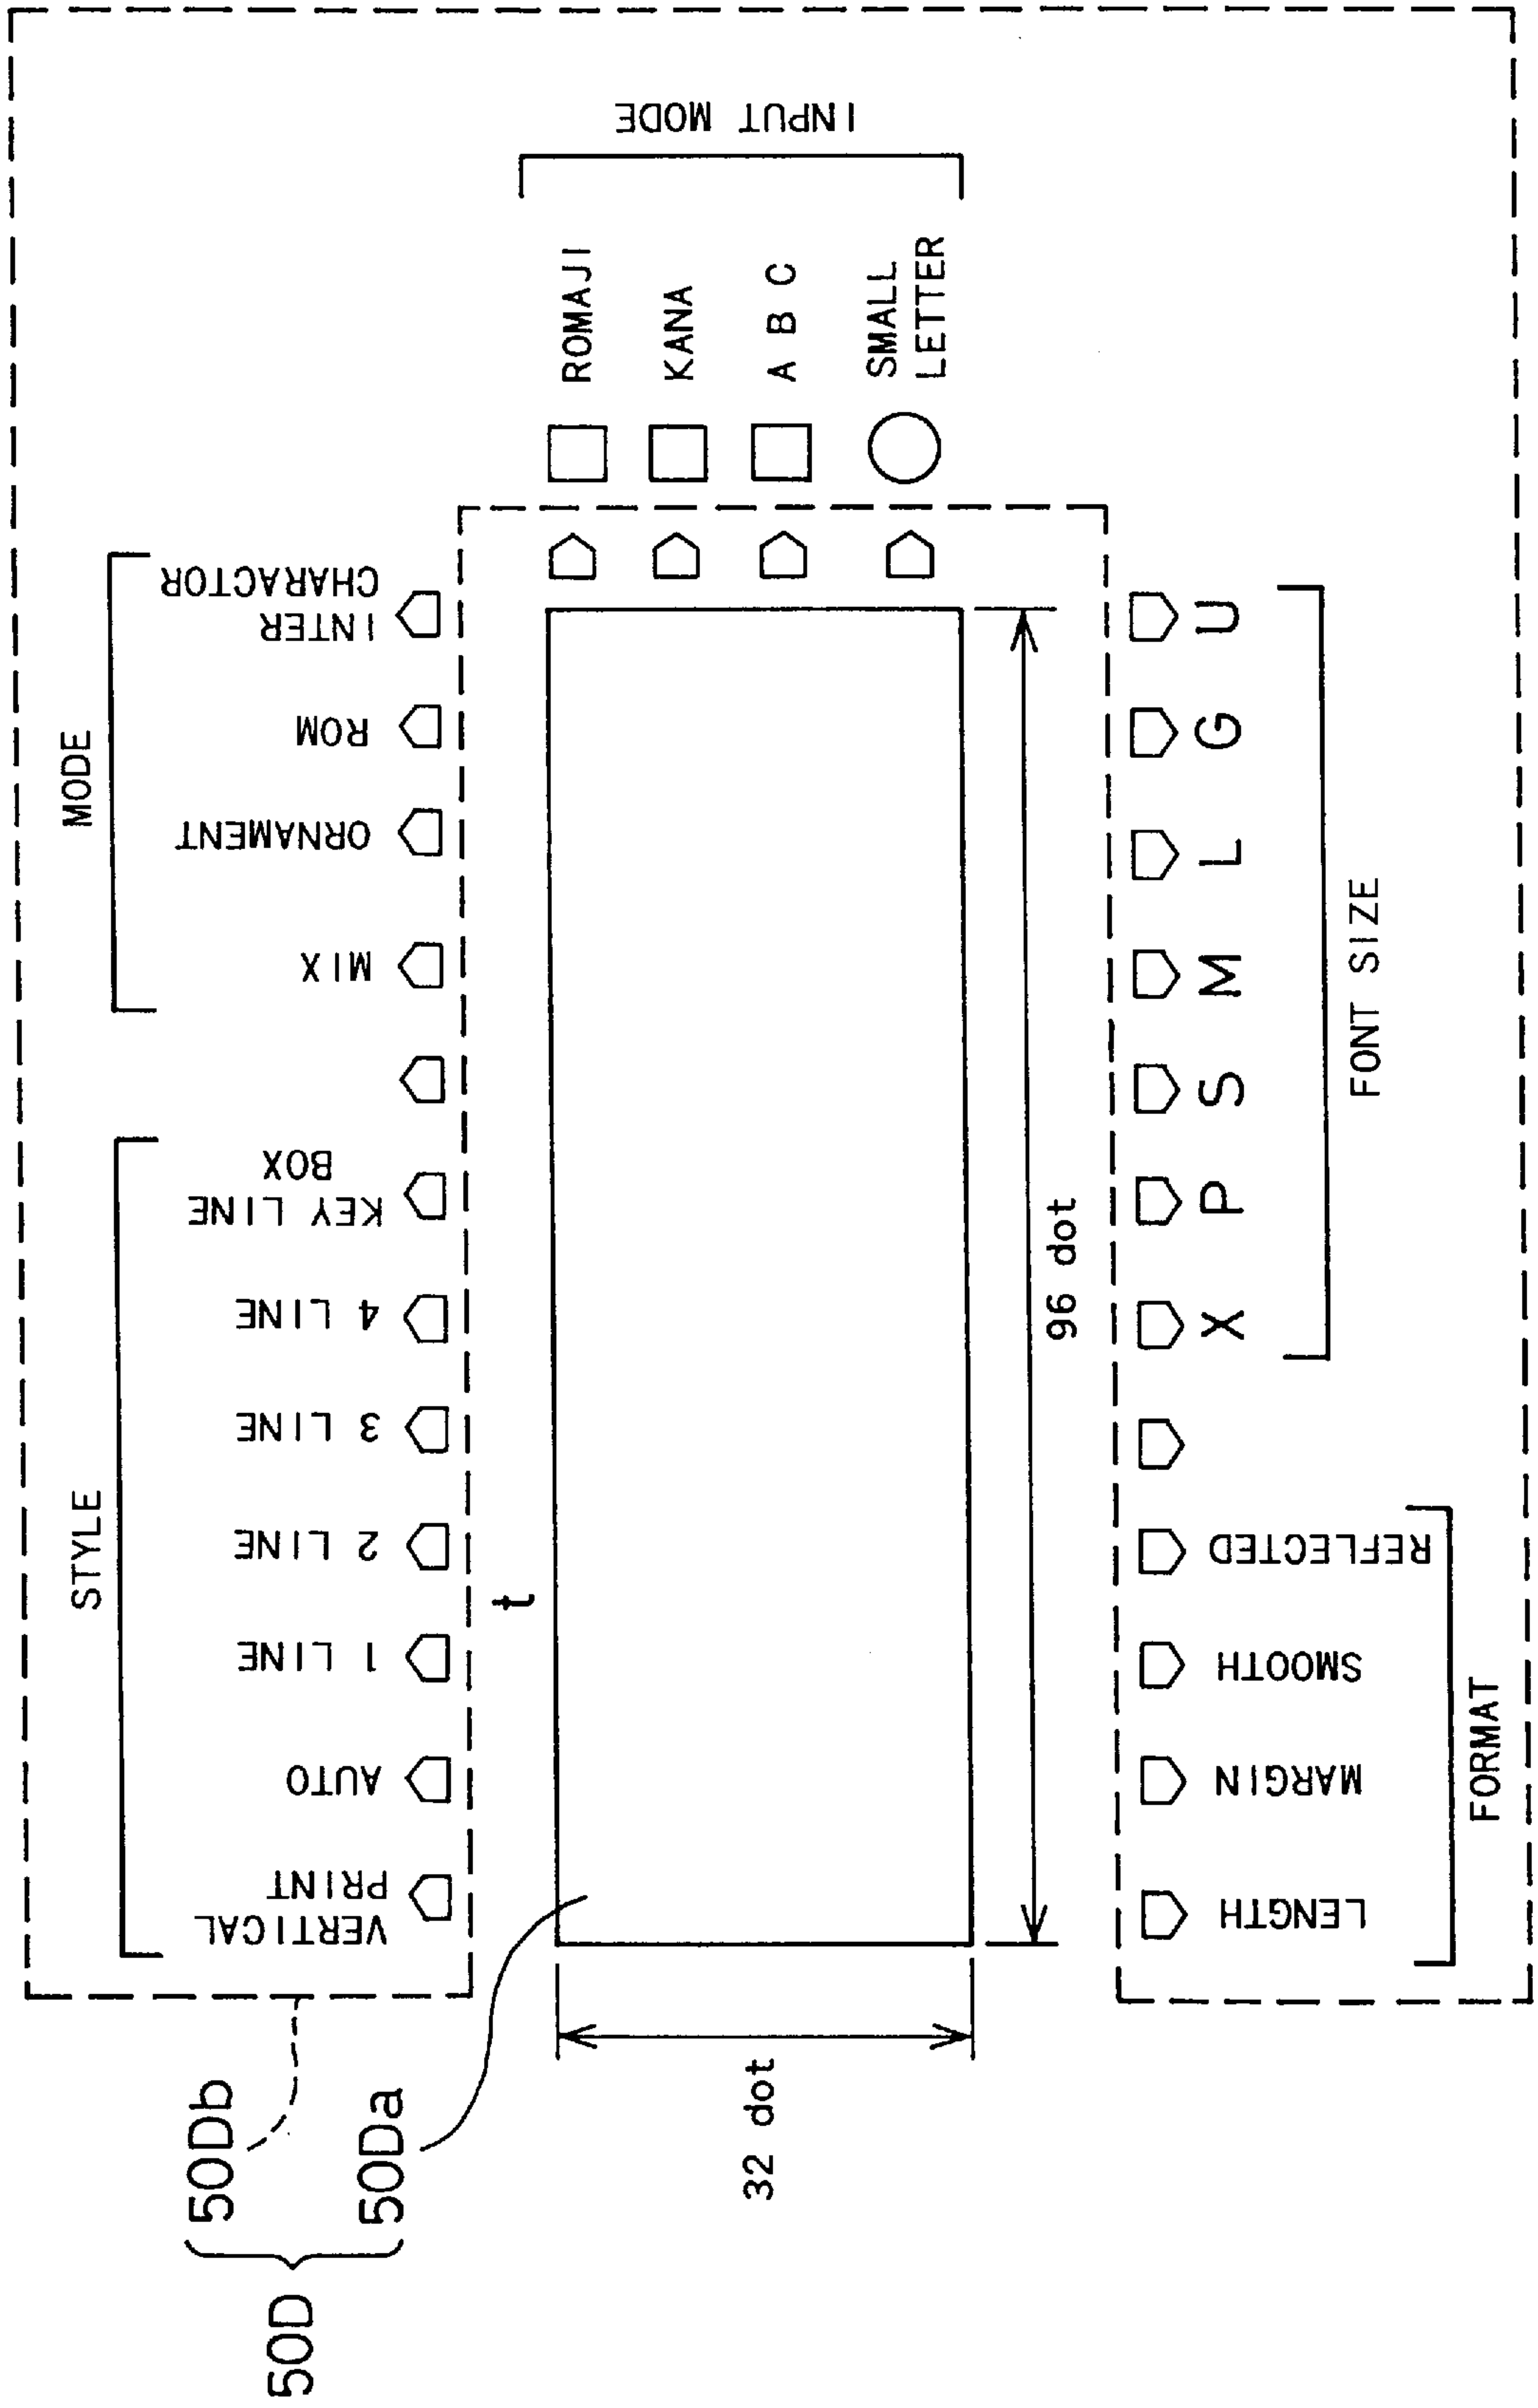 50D
50Db
50Da
STYLE
MODE
VERTICAL
PRINT
AUTO
1 LINE
2 LINE
3 LINE
4 LINE
KEY LINE
BOX
MIX
ORNAMENT
ROM
INTER
CHARACTOR
t
32 dot
96 dot
ROMAJI
KANA
A B C
SMALL
LETTER
INPUT MODE
LENGTH
MARGIN
SMOOTH
REFLECTED
X P S M L G U
FORMAT
FONT SIZE